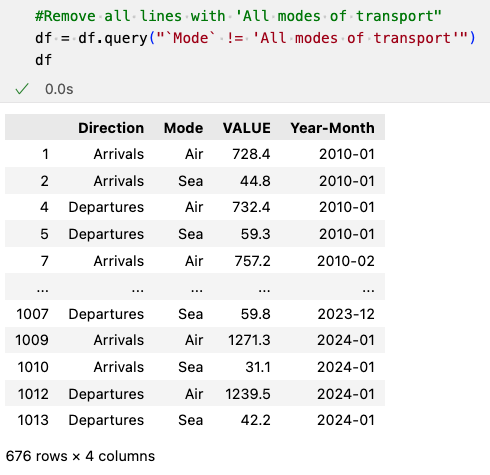 #Remove all lines with 'All modes of transport"
df = df.query("`Mode` != 'All modes of transport'")
df
✓ 0.0s
Direction Mode VALUE Year-Month
1 Arrivals Air 728.4 2010-01
2 Arrivals Sea 44.8 2010-01
4 Departures Air 732.4 2010-01
5 Departures Sea 59.3 2010-01
7 Arrivals Air 757.2 2010-02
... ... ... ... ...
1007 Departures Sea 59.8 2023-12
1009 Arrivals Air 1271.3 2024-01
1010 Arrivals Sea 31.1 2024-01
1012 Departures Air 1239.5 2024-01
1013 Departures Sea 42.2 2024-01
676 rows × 4 columns